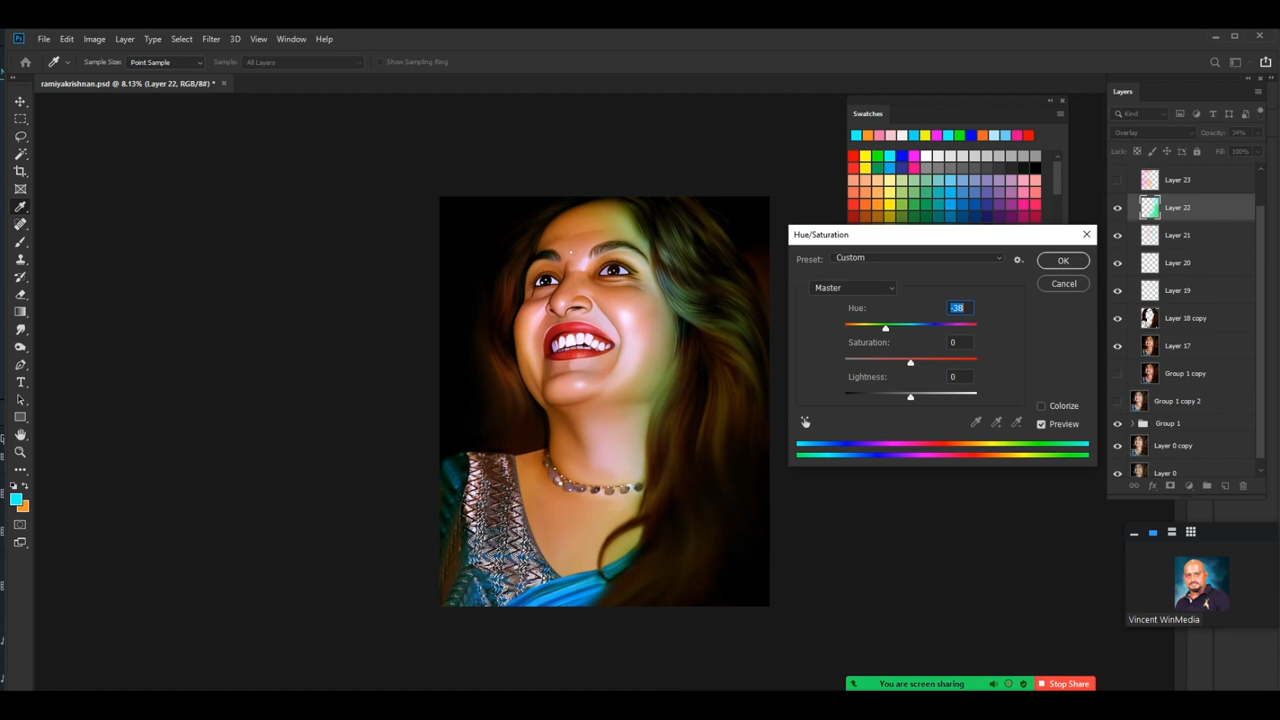 Ps File Edit Image Layer Type Select Filter 3D View Window Help
Sample Size: Point Sample Sample: All Layers Show Sampling Ring
ramiyakrishnan.psd @ 8.13% (Layer 22, RGB/8#) * ×
Swatches
Layers
Kind
Overlay Opacity: 34%
Lock: Fill: 100%
Layer 23
Layer 22
Layer 21
Layer 20
Layer 19
Layer 18 copy
Layer 17
Group 1 copy
Group 1 copy 2
Group 1
Layer 0 copy
Layer 0
fx
Hue/Saturation
Preset: Custom
OK
Cancel
Master
Hue: -38
Saturation: 0
Lightness: 0
Colorize
Preview
Vincent WinMedia
You are screen sharing Stop Share